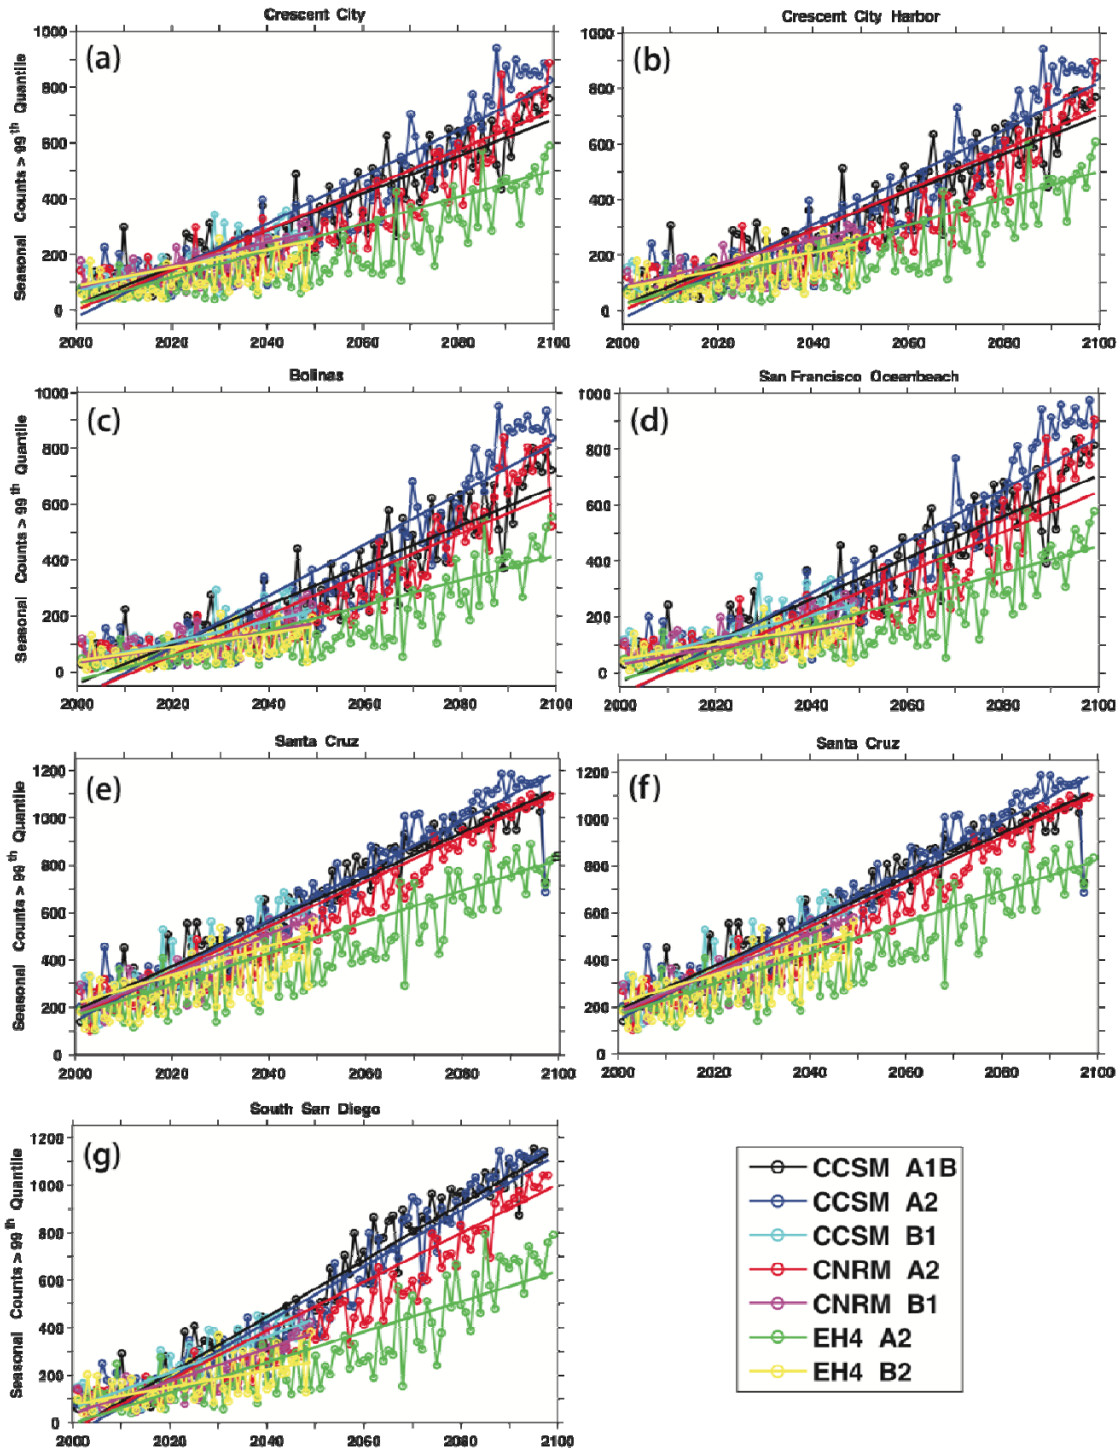 Crescent City
Crescent City Harbor
(a)
(b)
Seasonal Counts > 99th Quantile
1000
800
600
400
200
0
2000 2020 2040 2060 2080 2100
1000
800
600
400
200
0
2000 2020 2040 2060 2080 2100
Bolinas
San Francisco Oceanbeach
(c)
(d)
Seasonal Counts > 99th Quantile
1000
800
600
400
200
0
2000 2020 2040 2060 2080 2100
1000
800
600
400
200
0
2000 2020 2040 2060 2080 2100
Santa Cruz
Santa Cruz
(e)
(f)
Seasonal Counts > 99th Quantile
1200
1000
800
600
400
200
0
2000 2020 2040 2060 2080 2100
1200
1000
800
600
400
200
0
2000 2020 2040 2060 2080 2100
South San Diego
(g)
Seasonal Counts > 99th Quantile
1200
1000
800
600
400
200
0
2000 2020 2040 2060 2080 2100
CCSM A1B
CCSM A2
CCSM B1
CNRM A2
CNRM B1
EH4 A2
EH4 B2